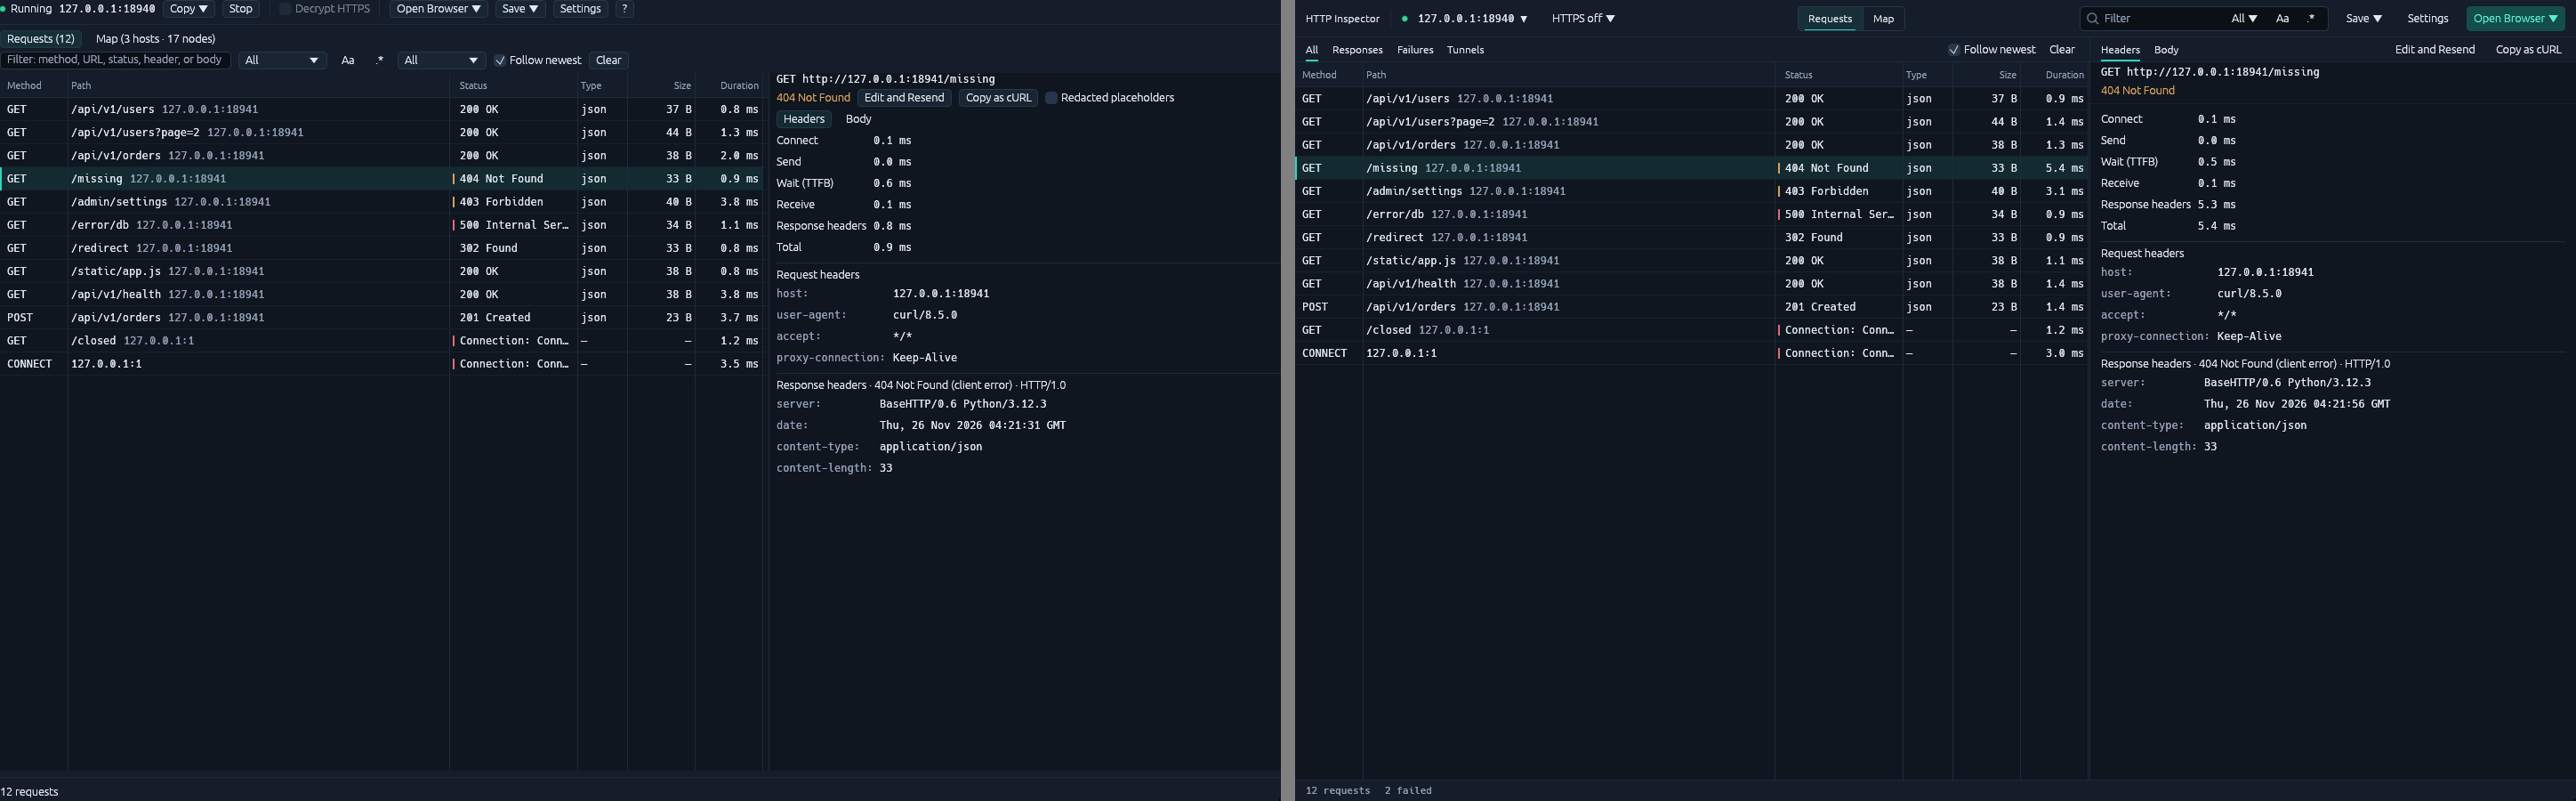 Running 127.0.0.1:18940 Copy ▼ Stop Decrypt HTTPS Open Browser ▼ Save ▼ Settings ?
Requests (12) Map (3 hosts · 17 nodes)
Filter: method, URL, status, header, or body All ▼ Aa .* All ▼ Follow newest Clear
Method Path Status Type Size Duration
GET /api/v1/users 127.0.0.1:18941 200 OK json 37 B 0.8 ms
GET /api/v1/users?page=2 127.0.0.1:18941 200 OK json 44 B 1.3 ms
GET /api/v1/orders 127.0.0.1:18941 200 OK json 38 B 2.0 ms
GET /missing 127.0.0.1:18941 404 Not Found json 33 B 0.9 ms
GET /admin/settings 127.0.0.1:18941 403 Forbidden json 40 B 3.8 ms
GET /error/db 127.0.0.1:18941 500 Internal Ser… json 34 B 1.1 ms
GET /redirect 127.0.0.1:18941 302 Found json 33 B 0.8 ms
GET /static/app.js 127.0.0.1:18941 200 OK json 38 B 0.8 ms
GET /api/v1/health 127.0.0.1:18941 200 OK json 38 B 3.8 ms
POST /api/v1/orders 127.0.0.1:18941 201 Created json 23 B 3.7 ms
GET /closed 127.0.0.1:1 Connection: Conn… — — 1.2 ms
CONNECT 127.0.0.1:1 Connection: Conn… — — 3.5 ms
GET http://127.0.0.1:18941/missing
404 Not Found Edit and Resend Copy as cURL Redacted placeholders
Headers Body
Connect 0.1 ms
Send 0.0 ms
Wait (TTFB) 0.6 ms
Receive 0.1 ms
Response headers 0.8 ms
Total 0.9 ms
Request headers
host: 127.0.0.1:18941
user-agent: curl/8.5.0
accept: */*
proxy-connection: Keep-Alive
Response headers · 404 Not Found (client error) · HTTP/1.0
server: BaseHTTP/0.6 Python/3.12.3
date: Thu, 26 Nov 2026 04:21:31 GMT
content-type: application/json
content-length: 33
12 requests
HTTP Inspector 127.0.0.1:18940 ▼ HTTPS off ▼ Requests Map Filter All ▼ Aa .* Save ▼ Settings Open Browser ▼
All Responses Failures Tunnels Follow newest Clear
Method Path Status Type Size Duration
GET /api/v1/users 127.0.0.1:18941 200 OK json 37 B 0.9 ms
GET /api/v1/users?page=2 127.0.0.1:18941 200 OK json 44 B 1.4 ms
GET /api/v1/orders 127.0.0.1:18941 200 OK json 38 B 1.3 ms
GET /missing 127.0.0.1:18941 404 Not Found json 33 B 5.4 ms
GET /admin/settings 127.0.0.1:18941 403 Forbidden json 40 B 3.1 ms
GET /error/db 127.0.0.1:18941 500 Internal Ser… json 34 B 0.9 ms
GET /redirect 127.0.0.1:18941 302 Found json 33 B 0.9 ms
GET /static/app.js 127.0.0.1:18941 200 OK json 38 B 1.1 ms
GET /api/v1/health 127.0.0.1:18941 200 OK json 38 B 1.4 ms
POST /api/v1/orders 127.0.0.1:18941 201 Created json 23 B 1.4 ms
GET /closed 127.0.0.1:1 Connection: Conn… — — 1.2 ms
CONNECT 127.0.0.1:1 Connection: Conn… — — 3.0 ms
Headers Body Edit and Resend Copy as cURL
GET http://127.0.0.1:18941/missing
404 Not Found
Connect 0.1 ms
Send 0.0 ms
Wait (TTFB) 0.5 ms
Receive 0.1 ms
Response headers 5.3 ms
Total 5.4 ms
Request headers
host: 127.0.0.1:18941
user-agent: curl/8.5.0
accept: */*
proxy-connection: Keep-Alive
Response headers · 404 Not Found (client error) · HTTP/1.0
server: BaseHTTP/0.6 Python/3.12.3
date: Thu, 26 Nov 2026 04:21:56 GMT
content-type: application/json
content-length: 33
12 requests 2 failed